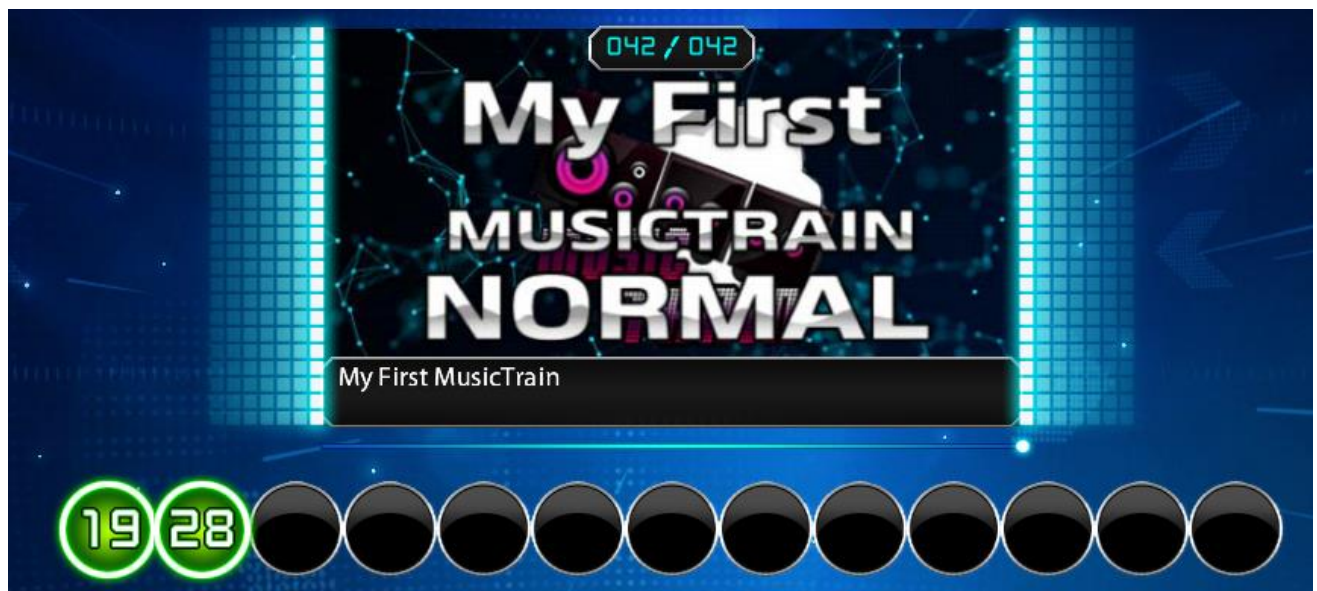 042 / 042
My First
MUSICTRAIN
NORMAL
My First MusicTrain
19 28